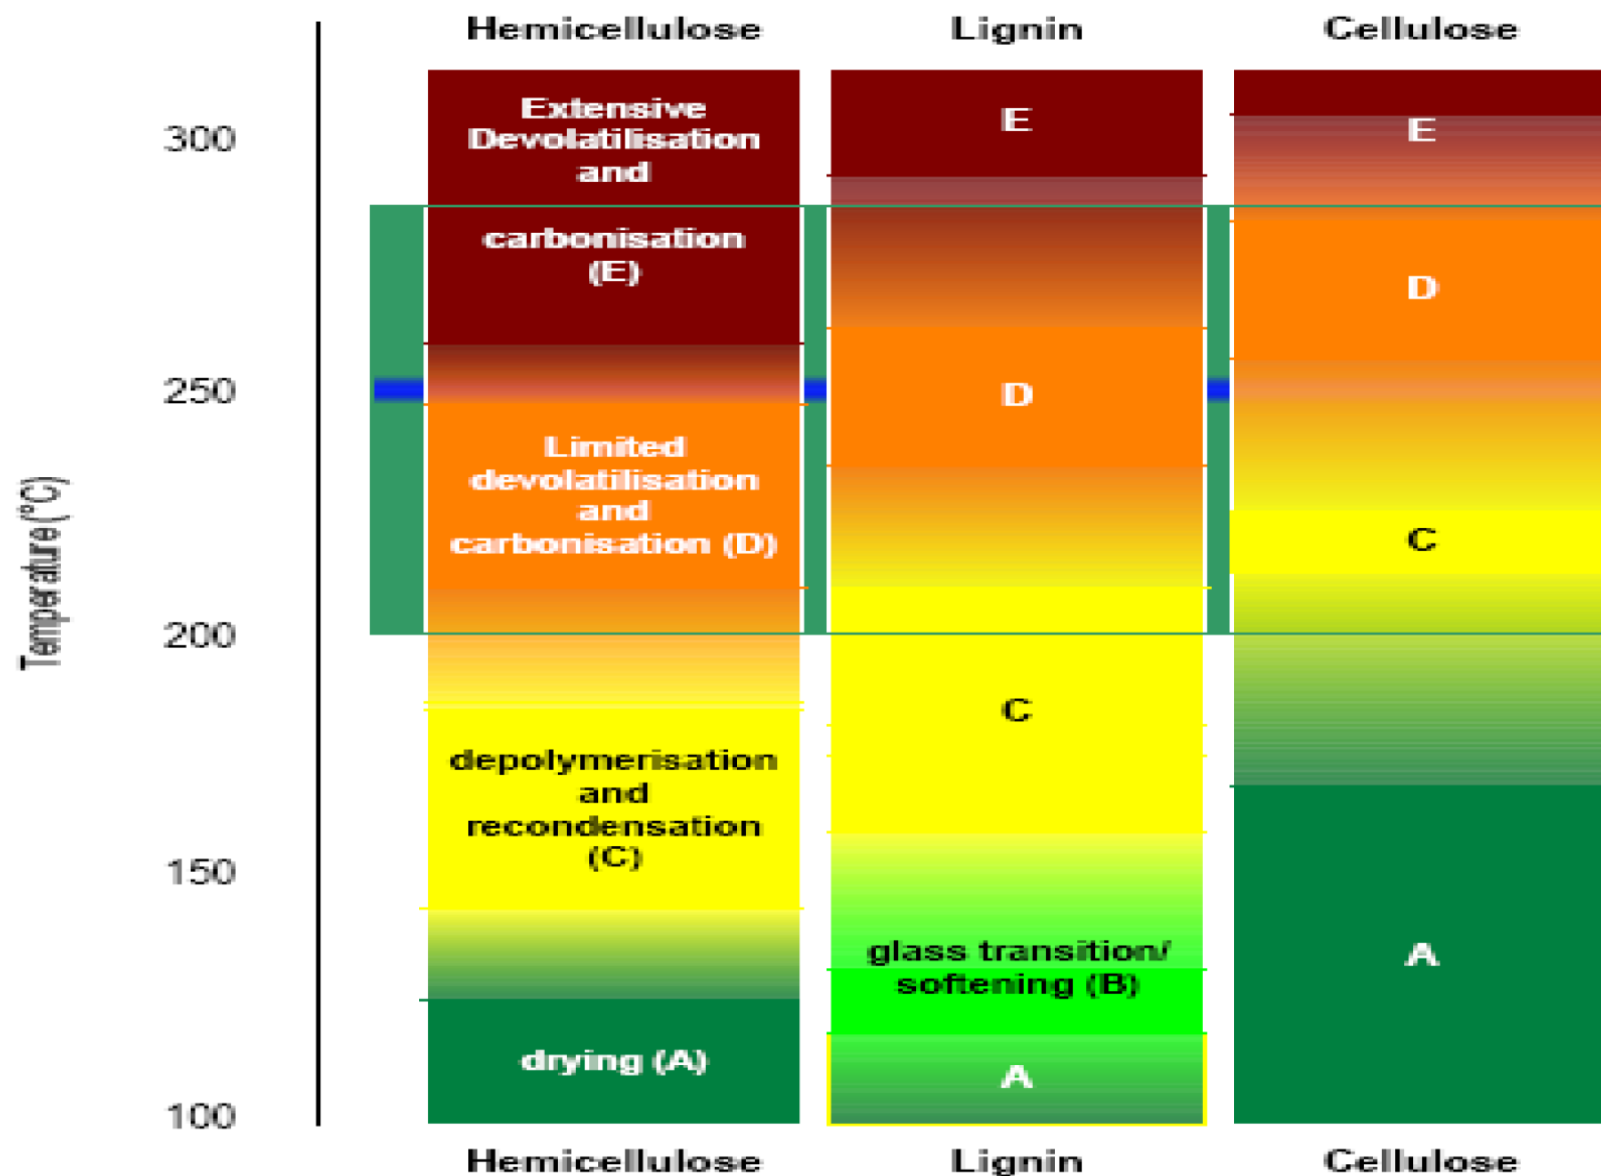 Hemicellulose Lignin Cellulose
300
250
200
150
100
Temperature (°C)
Extensive
Devolatilisation
and
carbonisation
(E)
Limited
devolatilisation
and
carbonisation (D)
depolymerisation
and
recondensation
(C)
drying (A)
E
D
C
glass transition/
softening (B)
A
E
D
C
A
Hemicellulose Lignin Cellulose